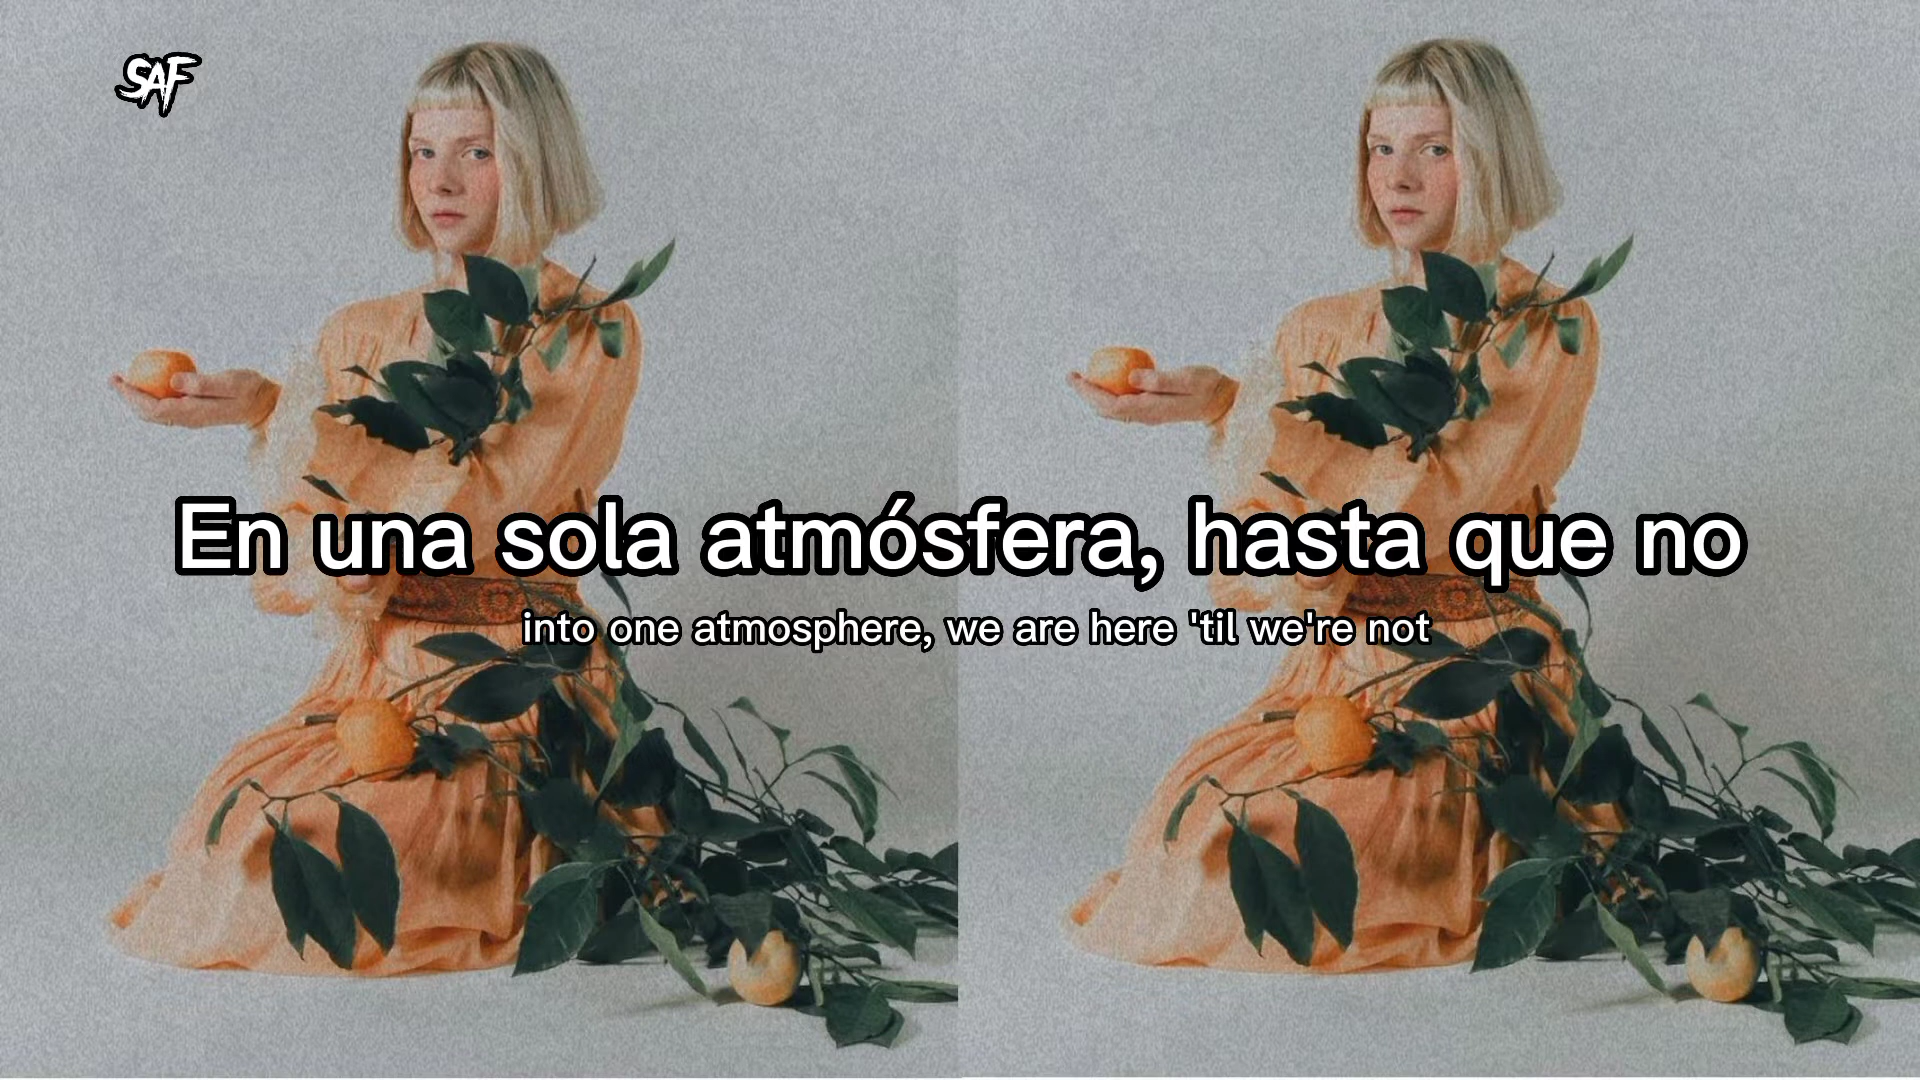 SAF
En una sola atmósfera, hasta que no
into one atmosphere, we are here 'til we're not